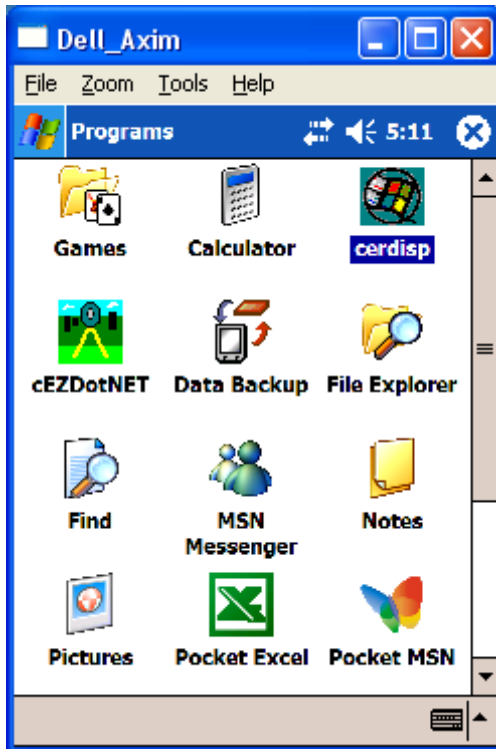 Dell_Axim
File Zoom Tools Help
Programs 5:11
Games Calculator cerdisp
cEZDotNET Data Backup File Explorer
Find MSN Messenger Notes
Pictures Pocket Excel Pocket MSN